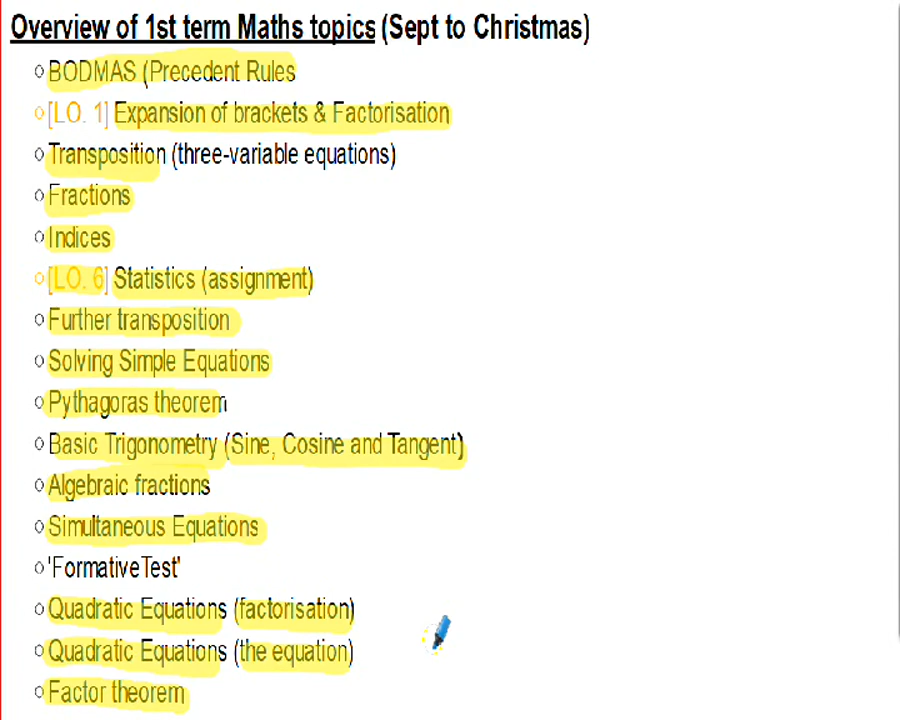 Overview of 1st term Maths topics (Sept to Christmas)
○ BODMAS (Precedent Rules
○ [LO. 1] Expansion of brackets & Factorisation
○ Transposition (three-variable equations)
○ Fractions
○ Indices
○ [LO. 6] Statistics (assignment)
○ Further transposition
○ Solving Simple Equations
○ Pythagoras theorem
○ Basic Trigonometry (Sine, Cosine and Tangent)
○ Algebraic fractions
○ Simultaneous Equations
○ 'FormativeTest'
○ Quadratic Equations (factorisation)
○ Quadratic Equations (the equation)
○ Factor theorem